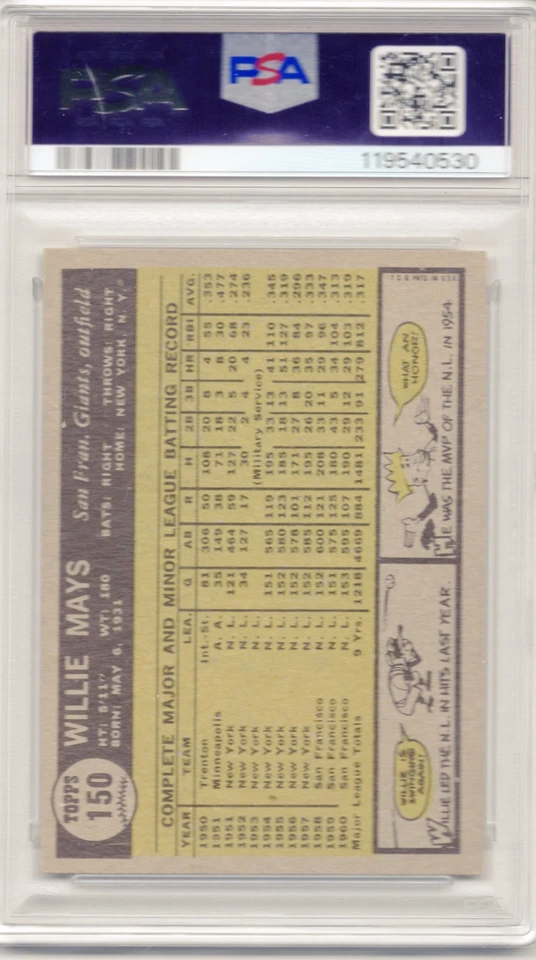 PSA
PSA
119540530
TOPPS
150
WILLIE MAYS
San Fran. Giants, outfield
HT: 5'11" WT: 180 BATS: RIGHT THROWS: RIGHT
BORN: MAY 6, 1931 HOME: NEW YORK, N. Y.
COMPLETE MAJOR AND MINOR LEAGUE BATTING RECORD
YEAR TEAM LEA. G AB R H 2B 3B HR RBI AVG.
1950 Trenton Int.-St. 81 306 50 108 20 8 4 55 .353
1951 Minneapolis A. A. 35 149 38 71 18 3 8 30 .477
1951 New York N. L. 121 464 59 127 22 5 20 68 .274
1952 New York N. L. 34 127 17 30 2 4 4 23 .236
1953 New York (Military Service)
1954 New York N. L. 151 565 119 195 33 13 41 110 .345
1955 New York N. L. 152 580 123 185 18 13 51 127 .319
1956 New York N. L. 152 578 101 171 27 8 36 84 .296
1957 New York N. L. 152 585 112 195 26 20 35 97 .333
1958 San Francisco N. L. 152 600 121 208 33 11 29 96 .347
1959 San Francisco N. L. 151 575 125 180 43 5 34 104 .313
1960 San Francisco N. L. 153 595 107 190 29 12 29 103 .319
Major League Totals 9 Yrs. 1218 4669 884 1481 233 91 279 812 .317
WILLIE IS
SWINGING
AGAIN!
WILLIE LED THE N.L. IN HITS LAST YEAR.
WHAT AN
HONOR!
WILLIE WAS THE MVP OF THE N.L. IN 1954.
T.C.G. PRTD. IN U.S.A.
PSA